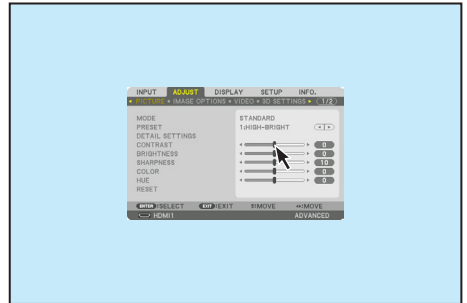 INPUT ADJUST DISPLAY SETUP INFO.
• PICTURE • IMAGE OPTIONS • VIDEO • 3D SETTINGS • (1/2)
MODE STANDARD
PRESET 1:HIGH-BRIGHT
DETAIL SETTINGS
CONTRAST 0
BRIGHTNESS 0
SHARPNESS 10
COLOR 0
HUE 0
RESET
ENTER:SELECT EXIT:EXIT ↕:MOVE ↔:MOVE
HDMI1 ADVANCED